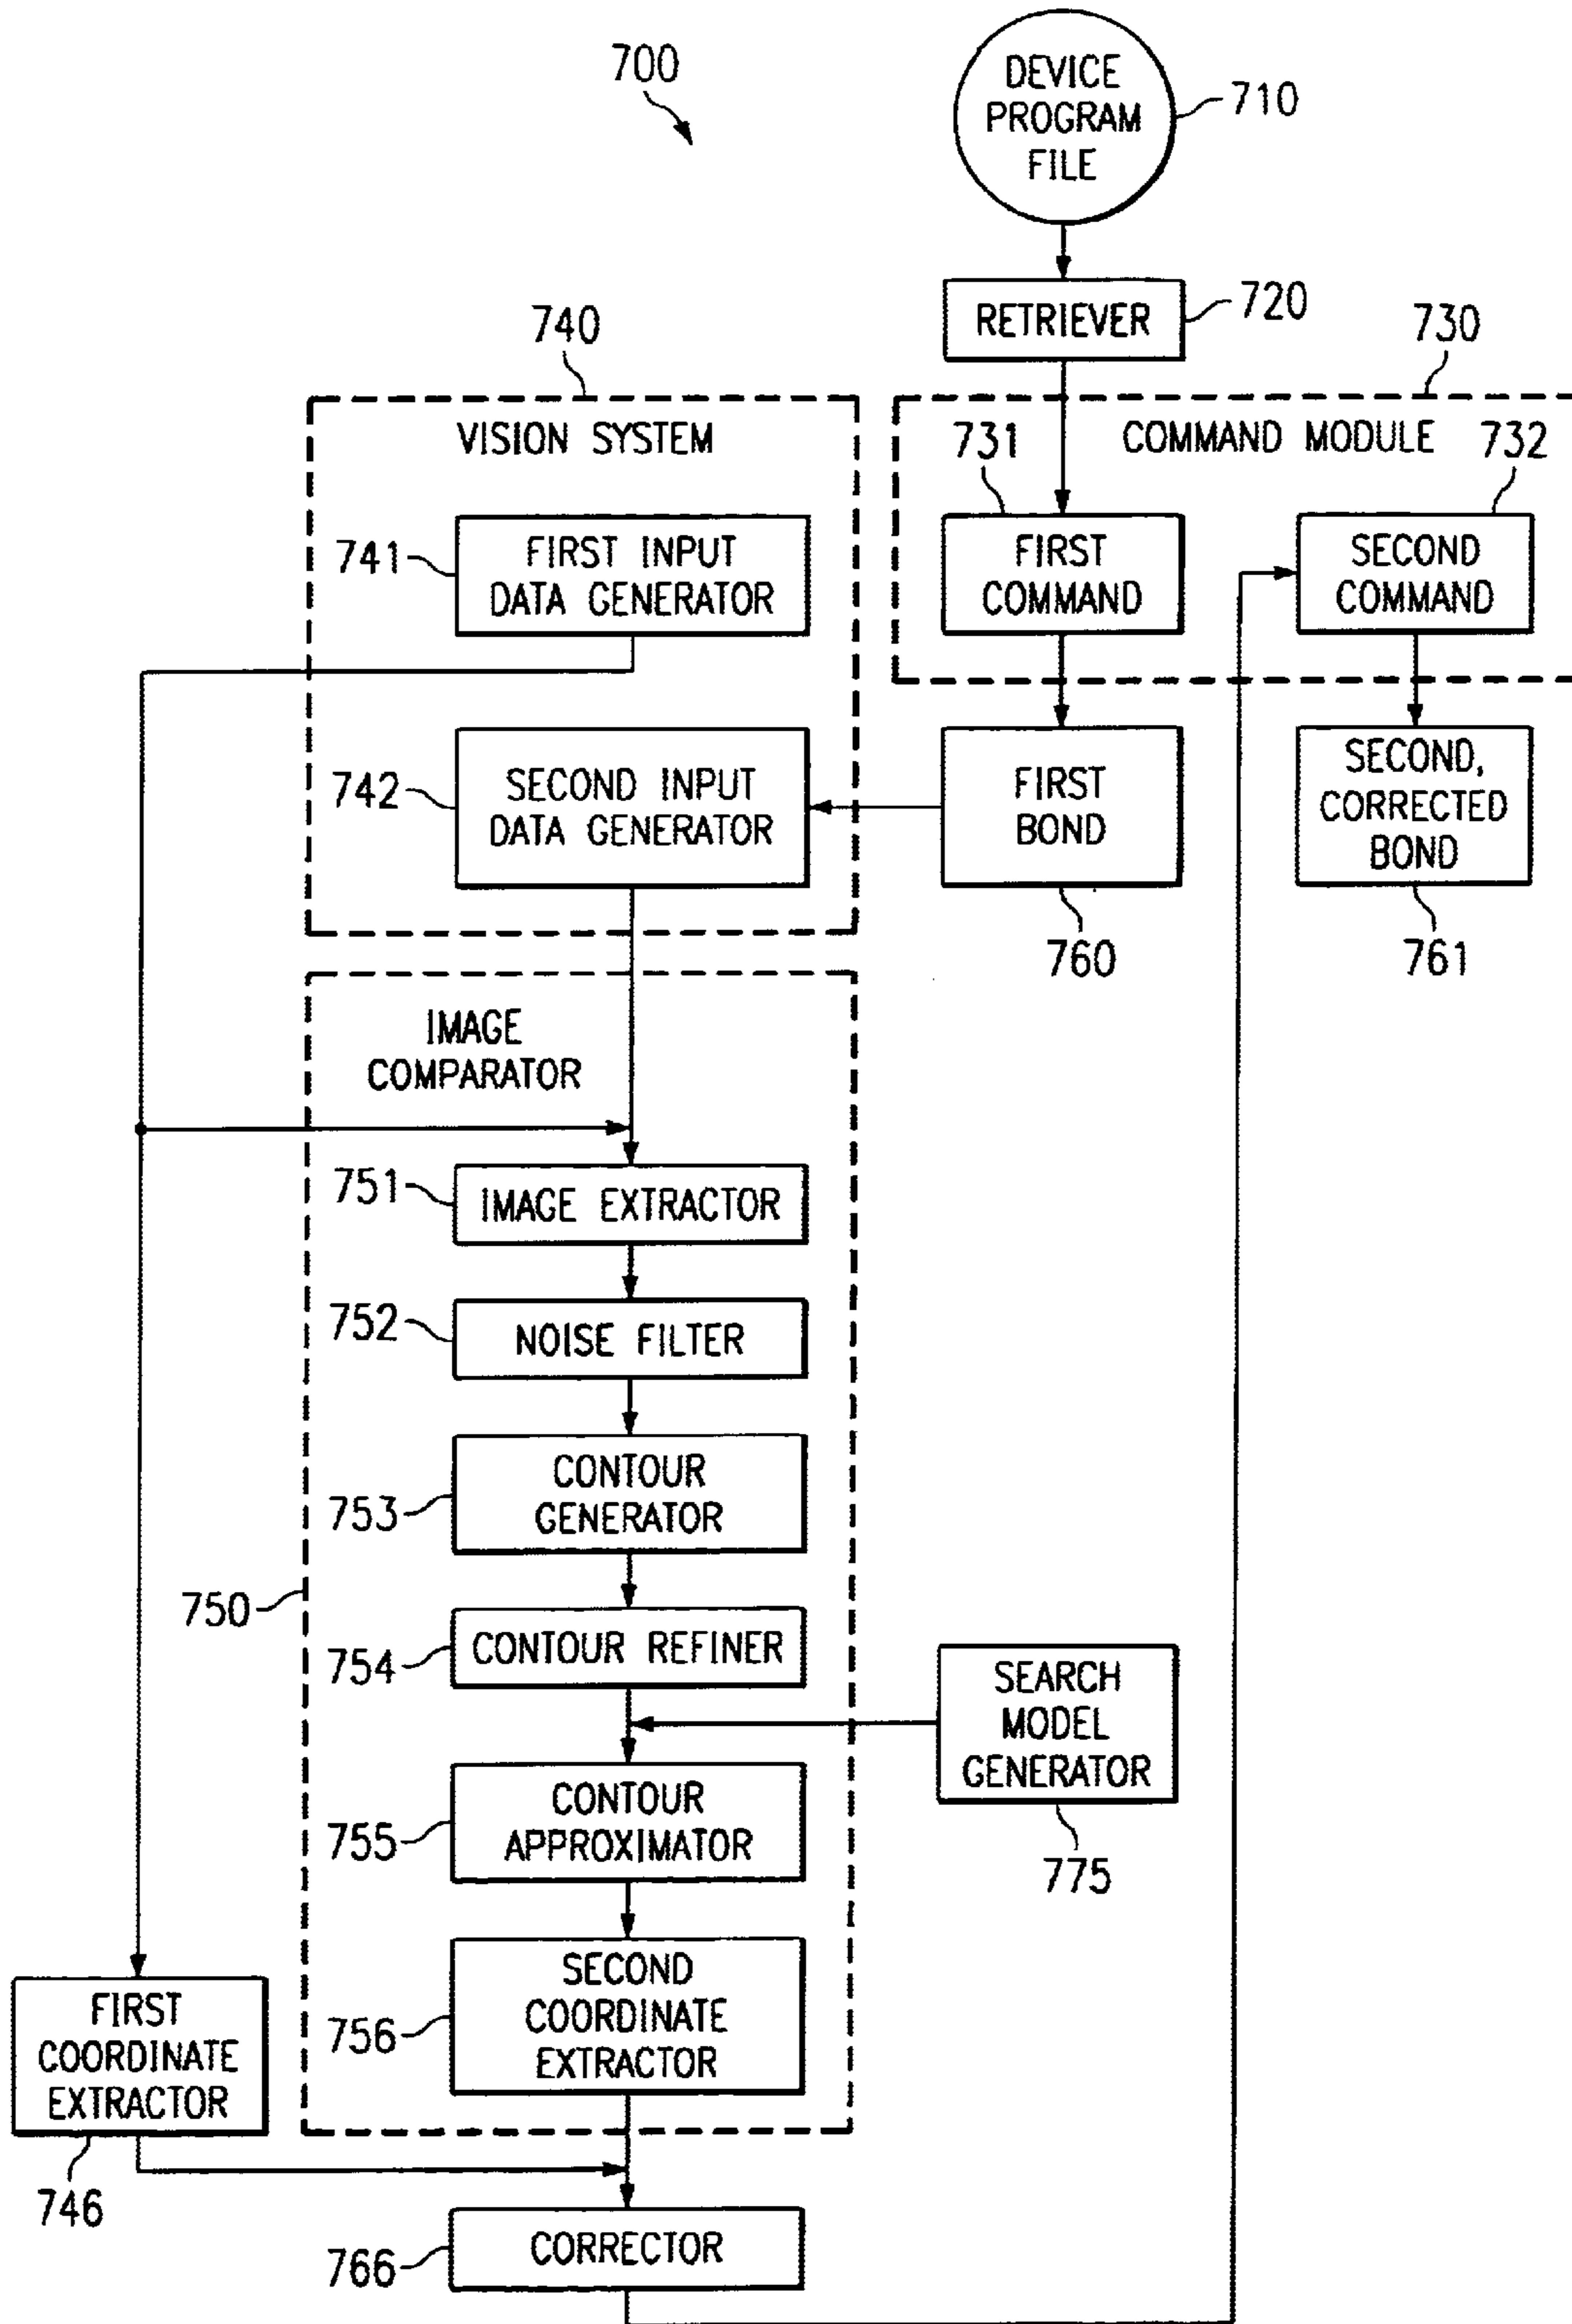 700
DEVICE
PROGRAM
FILE
710
RETRIEVER
720
730
740
VISION SYSTEM
COMMAND MODULE
731
732
741
FIRST INPUT
DATA GENERATOR
FIRST
COMMAND
SECOND
COMMAND
742
SECOND INPUT
DATA GENERATOR
FIRST
BOND
SECOND,
CORRECTED
BOND
760
761
IMAGE
COMPARATOR
751
IMAGE EXTRACTOR
752
NOISE FILTER
753
CONTOUR
GENERATOR
750
754
CONTOUR REFINER
SEARCH
MODEL
GENERATOR
775
755
CONTOUR
APPROXIMATOR
756
SECOND
COORDINATE
EXTRACTOR
FIRST
COORDINATE
EXTRACTOR
746
766
CORRECTOR